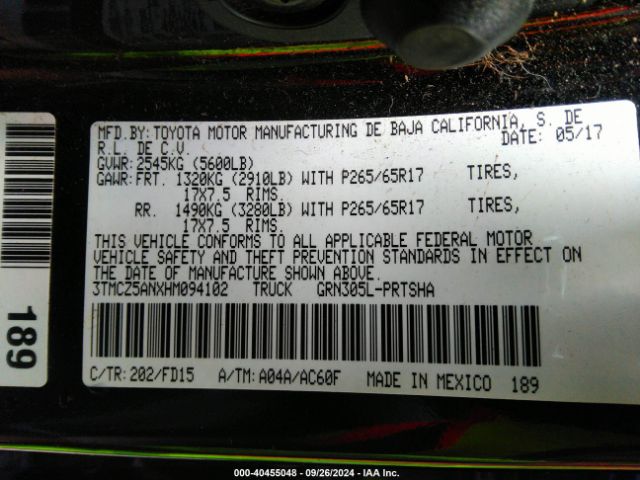 MFD. BY: TOYOTA MOTOR MANUFACTURING DE BAJA CALIFORNIA, S. DE
R.L. DE C.V. DATE: 05/17
GVWR: 2545KG (5600LB)
GAWR: FRT. 1320KG (2910LB) WITH P265/65R17 TIRES,
17X7.5 RIMS.
RR. 1490KG (3280LB) WITH P265/65R17 TIRES,
17X7.5 RIMS.
THIS VEHICLE CONFORMS TO ALL APPLICABLE FEDERAL MOTOR
VEHICLE SAFETY AND THEFT PREVENTION STANDARDS IN EFFECT ON
THE DATE OF MANUFACTURE SHOWN ABOVE.
3TMCZ5ANXHM094102 TRUCK GRN305L-PRTSHA
C/TR: 202/FD15 A/TM: A04A/AC60F MADE IN MEXICO 189
189
000-40455048 - 09/26/2024 - IAA Inc.